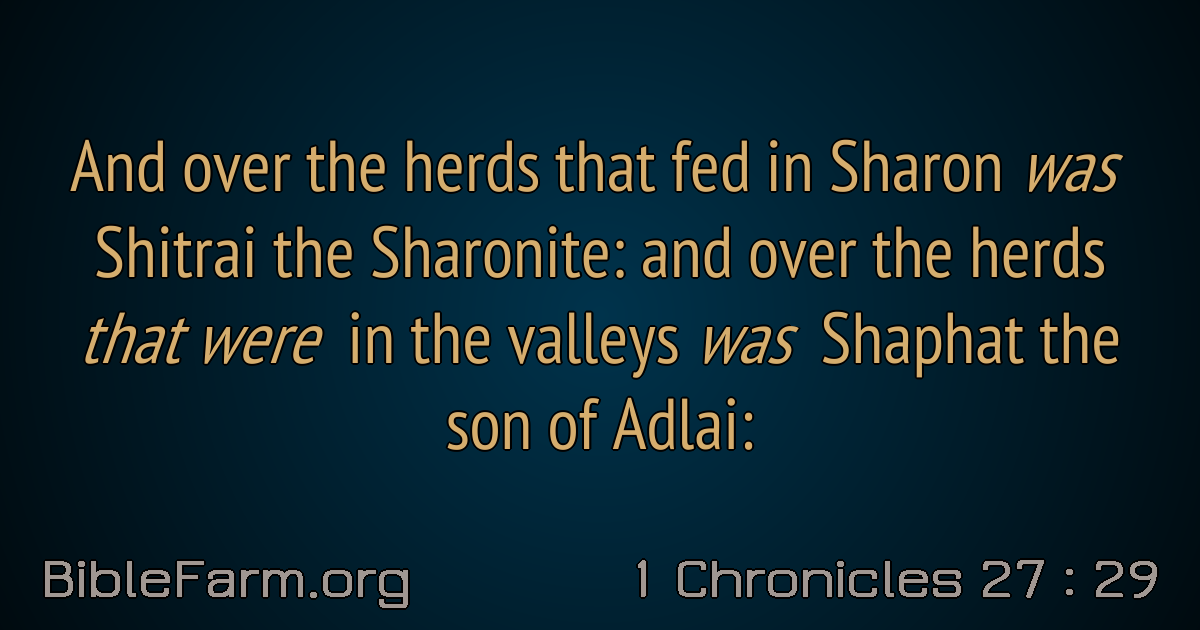 And over the herds that fed in Sharon was
Shitrai the Sharonite: and over the herds
that were in the valleys was Shaphat the
son of Adlai:
BibleFarm.org
1 Chronicles 27 : 29